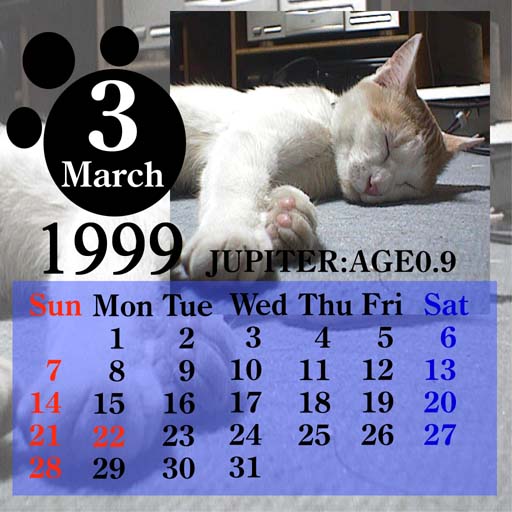 3
March
1999
JUPITER:AGE0.9
Sun Mon Tue Wed Thu Fri Sat
1 2 3 4 5 6
7 8 9 10 11 12 13
14 15 16 17 18 19 20
21 22 23 24 25 26 27
28 29 30 31